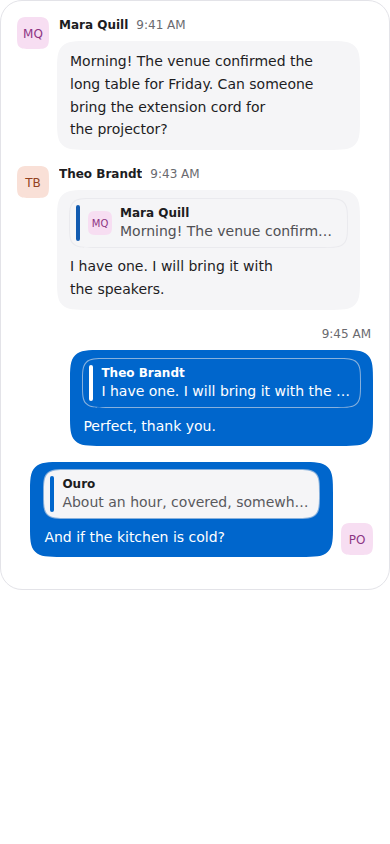 MQ
Mara Quill 9:41 AM
Morning! The venue confirmed the
long table for Friday. Can someone
bring the extension cord for
the projector?
TB
Theo Brandt 9:43 AM
MQ
Mara Quill
Morning! The venue confirm…
I have one. I will bring it with
the speakers.
9:45 AM
Theo Brandt
I have one. I will bring it with the …
Perfect, thank you.
Ouro
About an hour, covered, somewh…
And if the kitchen is cold?
PO